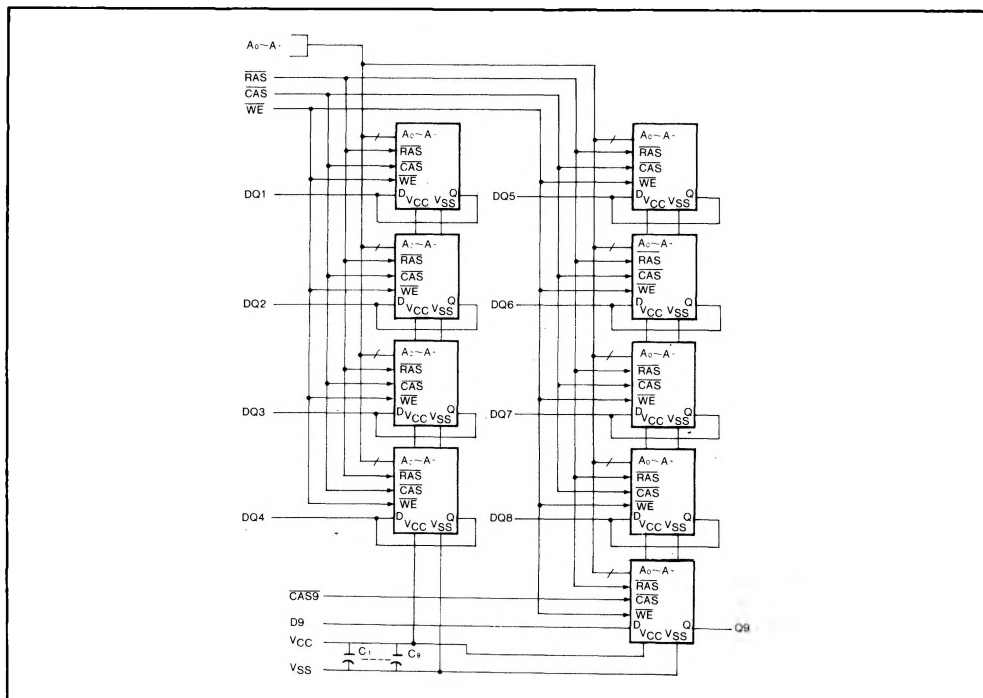 A0~A·
RAS
CAS
WE
A0~A·
RAS
CAS
WE
DQ1
D
VCC
VSS
Q
A0~A·
RAS
CAS
WE
DQ2
D
VCC
VSS
Q
A0~A·
RAS
CAS
WE
DQ3
D
VCC
VSS
Q
A0~A·
RAS
CAS
WE
DQ4
D
VCC
VSS
Q
A0~A·
RAS
CAS
WE
DQ5
D
VCC
VSS
Q
A0~A·
RAS
CAS
WE
DQ6
D
VCC
VSS
Q
A0~A·
RAS
CAS
WE
DQ7
D
VCC
VSS
Q
A0~A·
RAS
CAS
WE
DQ8
D
VCC
VSS
Q
A0~A·
RAS
CAS
WE
D
VCC
VSS
Q
Q9
CAS9
D9
VCC
C1
C9
VSS